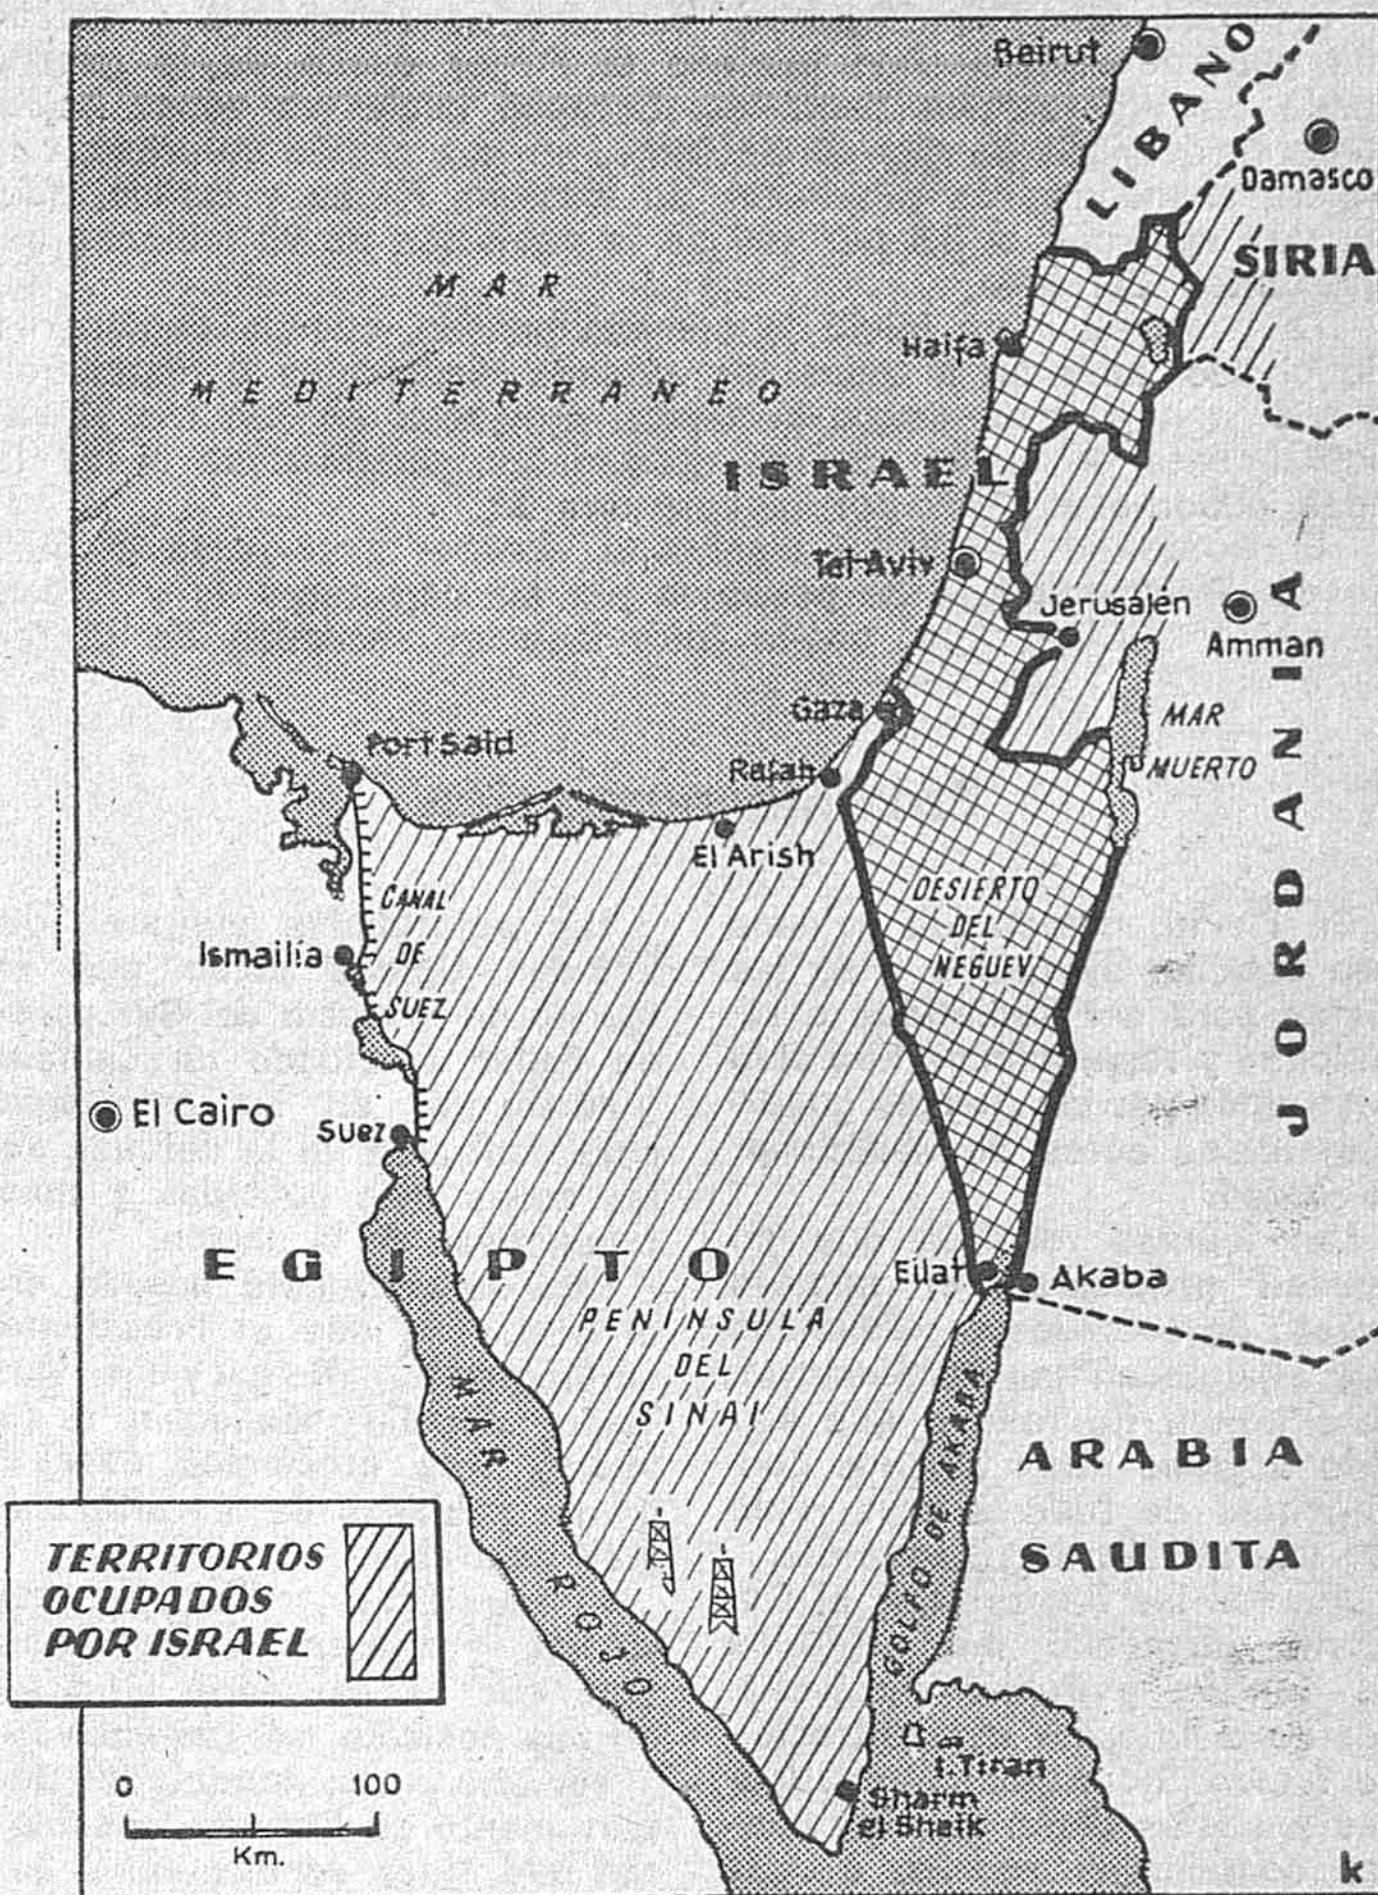 Beirut
LIBANO
Damasco
SIRIA
MAR
MEDITERRANEO
Haifa
ISRAEL
Tel-Aviv
Jerusalén
Amman
JORDANIA
Gaza
MAR
MUERTO
Port Said
Rafah
El Arish
CANAL
DE
SUEZ
DESIERTO
DEL
NEGUEV
Ismailía
El Cairo
Suez
EGIPTO
Eilat
Akaba
PENINSULA
DEL
SINAI
MAR ROJO
GOLFO DE AKABA
ARABIA
SAUDITA
TERRITORIOS
OCUPADOS
POR ISRAEL
I. Tiran
Sharm
el Sheik
0 100
Km.
k